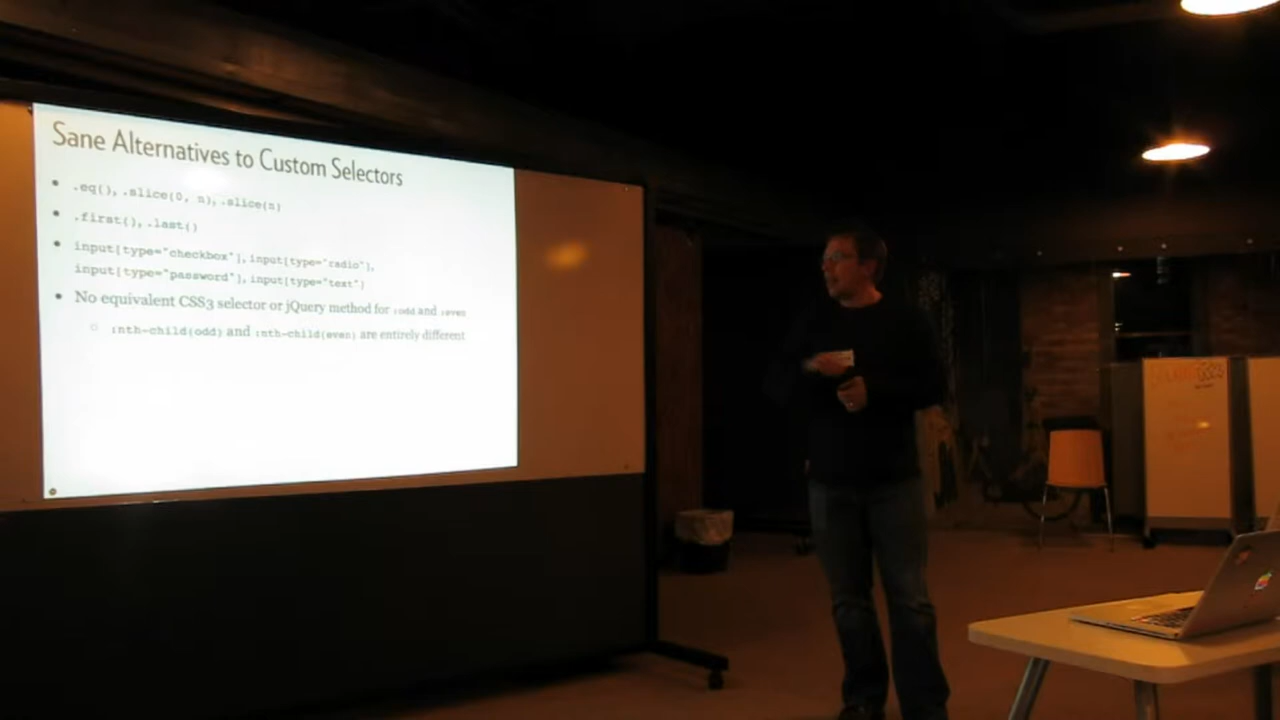 Sane Alternatives to Custom Selectors
.eq(), .slice(0, n), .slice(n)
.first(), .last()
input[type="checkbox"], input[type="radio"],
input[type="password"], input[type="text"]
No equivalent CSS3 selector or jQuery method for :odd and :even
:nth-child(odd) and :nth-child(even) are entirely different